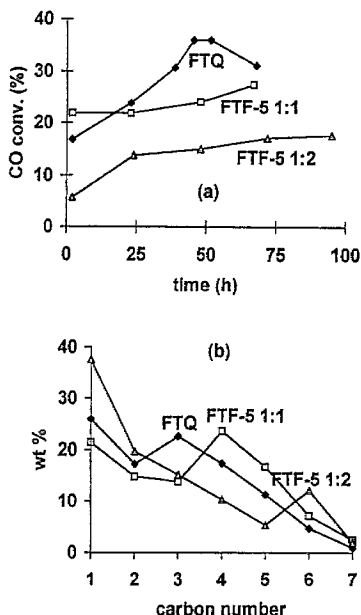 40
30
20
10
0
CO conv. (%)
FTQ
FTF-5 1:1
FTF-5 1:2
(a)
0 25 50 75 100
time (h)
(b)
40
30
20
10
0
wt %
FTQ
FTF-5 1:1
FTF-5 1:2
1 2 3 4 5 6 7
carbon number